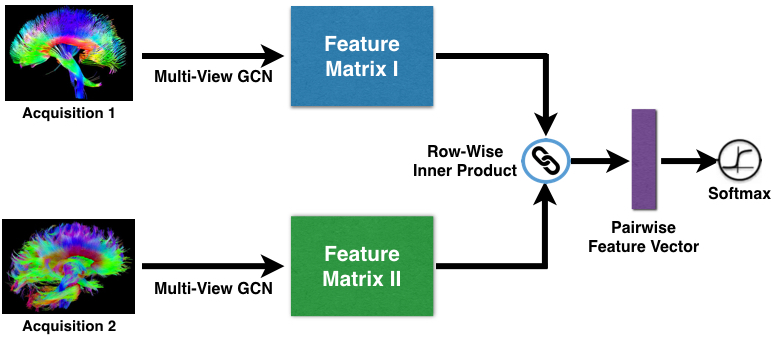 Acquisition 1
Multi-View GCN
Feature
Matrix I
Row-Wise
Inner Product
Pairwise
Feature Vector
Softmax
Acquisition 2
Multi-View GCN
Feature
Matrix II